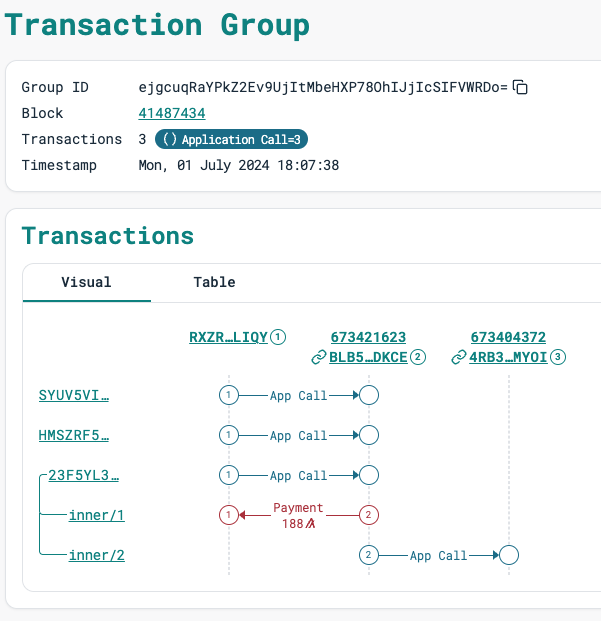 Transaction Group
Group ID ejgcuqRaYPkZ2Ev9UjItMbeHXP78OhIJjIcSIFVWRDo=
Block 41487434
Transactions 3 () Application Call=3
Timestamp Mon, 01 July 2024 18:07:38
Transactions
Visual Table
RXZR…LIQY 1 673421623 673404372
BLB5…DKCE 2 4RB3…MYOI 3
SYUV5VI… 1 App Call
HMSZRF5… 1 App Call
23F5YL3… 1 App Call
inner/1 1 Payment 2
188
inner/2 2 App Call